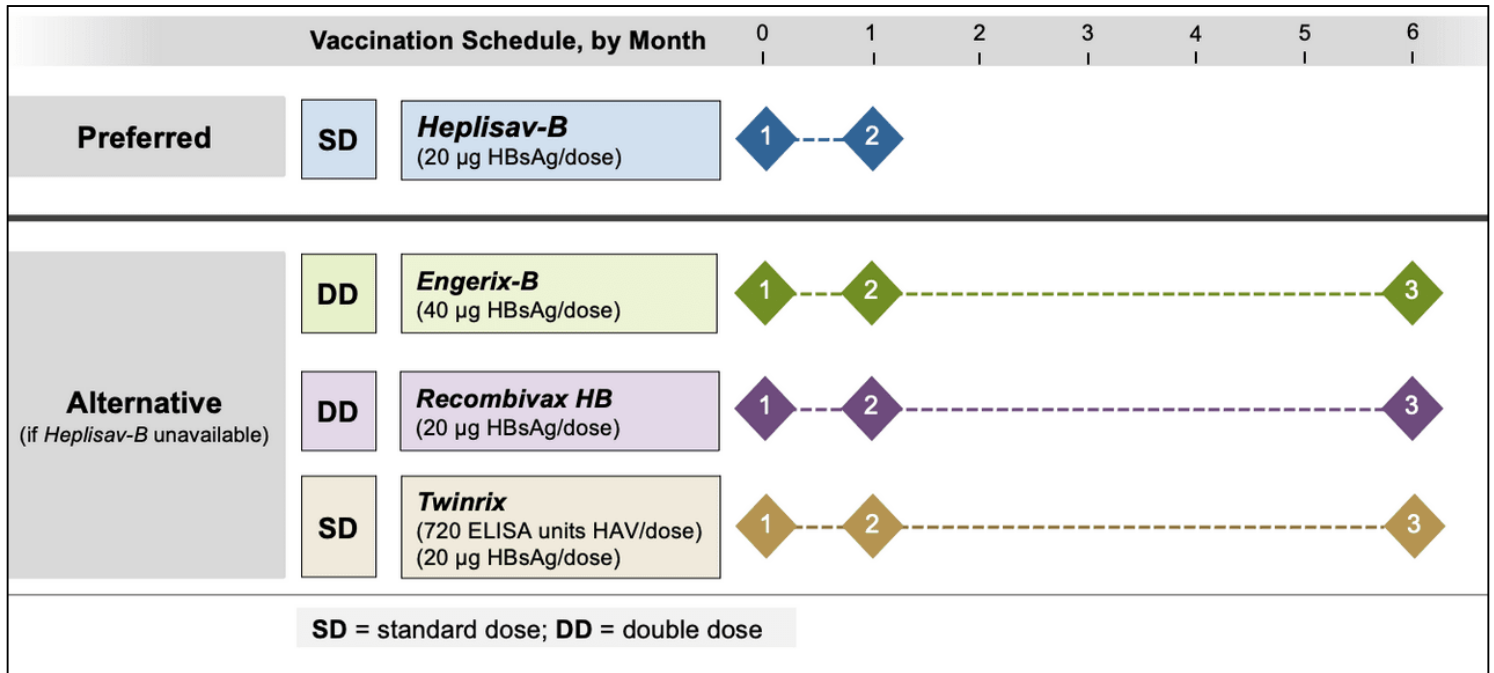 Vaccination Schedule, by Month 0 1 2 3 4 5 6
Preferred
SD
Heplisav-B
(20 μg HBsAg/dose)
1 2
Alternative
(if Heplisav-B unavailable)
DD
Engerix-B
(40 μg HBsAg/dose)
1 2 3
DD
Recombivax HB
(20 μg HBsAg/dose)
1 2 3
SD
Twinrix
(720 ELISA units HAV/dose)
(20 μg HBsAg/dose)
1 2 3
SD = standard dose; DD = double dose